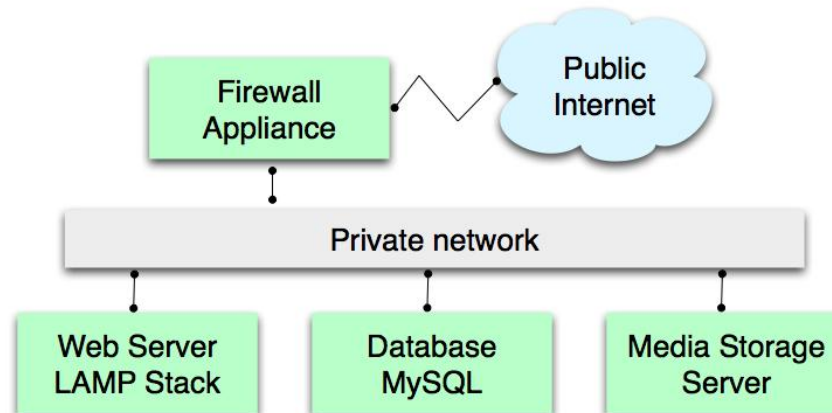 Firewall
Appliance
Public
Internet
Private network
Web Server
LAMP Stack
Database
MySQL
Media Storage
Server